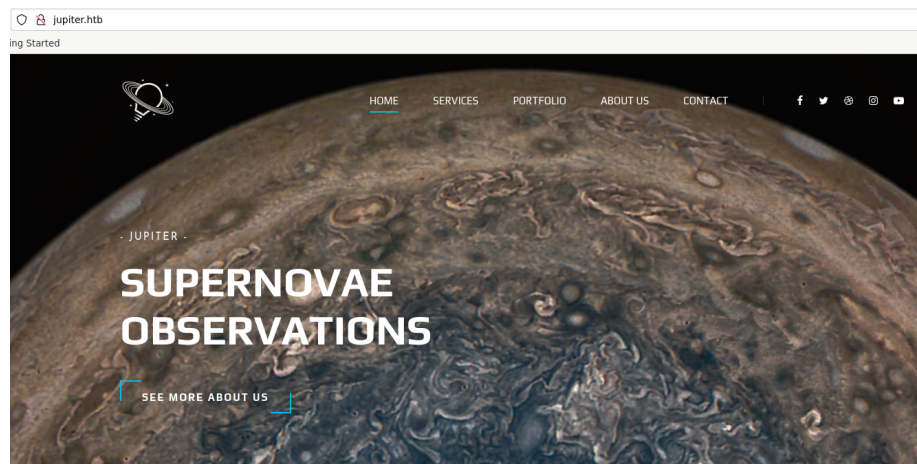 jupiter.htb
ing Started
HOME SERVICES PORTFOLIO ABOUT US CONTACT
- JUPITER -
SUPERNOVAE
OBSERVATIONS
SEE MORE ABOUT US